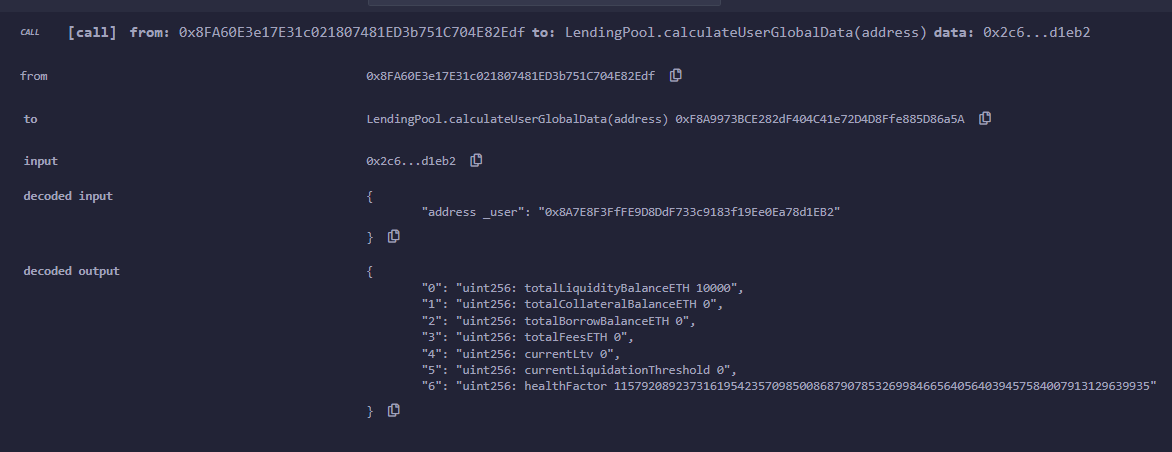 CALL [call] from: 0x8FA60E3e17E31c021807481ED3b751C704E82Edf to: LendingPool.calculateUserGlobalData(address) data: 0x2c6...d1eb2
from 0x8FA60E3e17E31c021807481ED3b751C704E82Edf
to LendingPool.calculateUserGlobalData(address) 0xF8A9973BCE282dF404C41e72D4D8Ffe885D86a5A
input 0x2c6...d1eb2
decoded input {
"address _user": "0x8A7E8F3FfFE9D8DdF733c9183f19Ee0Ea78d1EB2"
}
decoded output {
"0": "uint256: totalLiquidityBalanceETH 10000",
"1": "uint256: totalCollateralBalanceETH 0",
"2": "uint256: totalBorrowBalanceETH 0",
"3": "uint256: totalFeesETH 0",
"4": "uint256: currentLtv 0",
"5": "uint256: currentLiquidationThreshold 0",
"6": "uint256: healthFactor 115792089237316195423570985008687907853269984665640564039457584007913129639935"
}